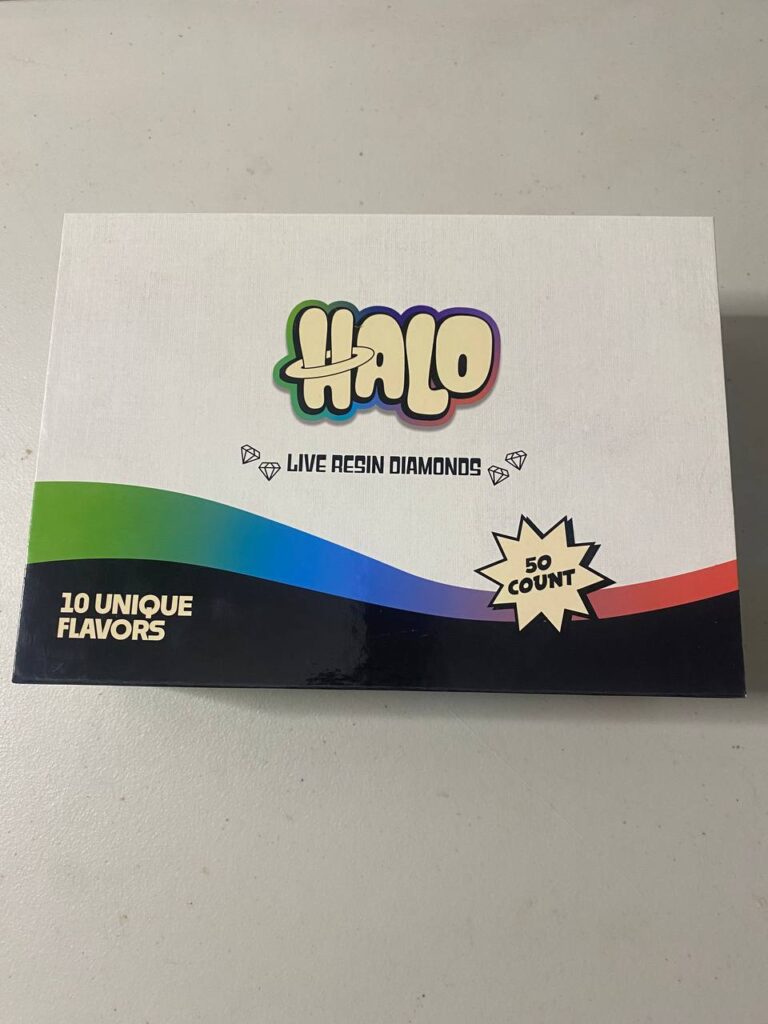 HALO
LIVE RESIN DIAMONDS
50
COUNT
10 UNIQUE
FLAVORS